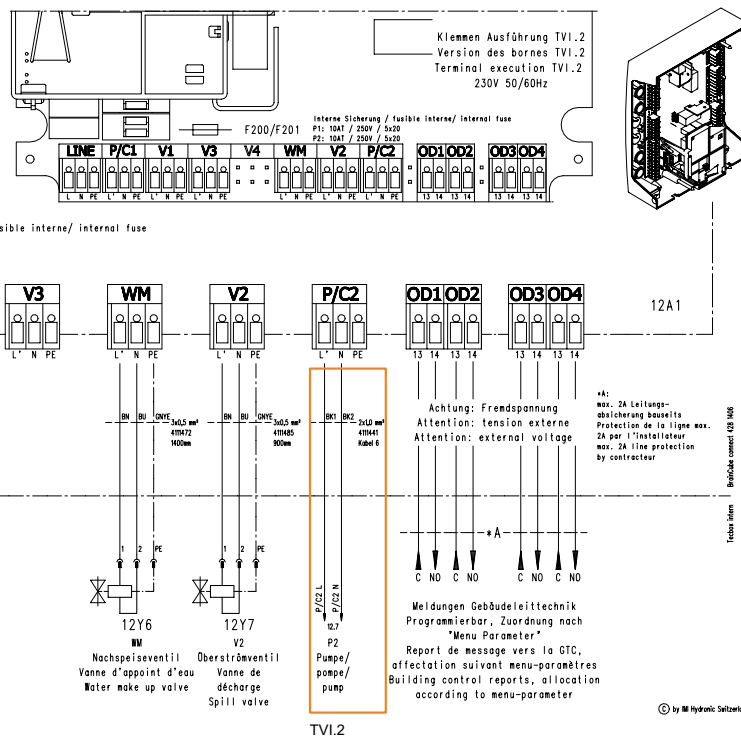 Klemmen Ausführung TVI.2
Version des bornes TVI.2
Terminal execution TVI.2
230V 50/60Hz
F200/F201
Interne Sicherung / fusible interne/ internal fuse
P1: 10AT / 250V / 5x20
P2: 10AT / 250V / 5x20
LINE P/C1 V1 V3 V4 WM V2 P/C2 OD1 OD2 OD3 OD4
L N PE L' N PE L' N PE L' N PE L' N PE L' N PE L' N PE 13 14 13 14 13 14 13 14
sible interne/ internal fuse
V3 WM V2 P/C2 OD1 OD2 OD3 OD4
12A1
L' N PE L' N PE L' N PE L' N PE 13 14 13 14 13 14 13 14
BN BU GNYE
3x0,5 mm²
4111472
1400mm
BN BU GNYE
3x0,5 mm²
4111485
900mm
BK1 BK2
2x1,0 mm²
4111441
Kabel 6
Achtung: Fremdspannung
Attention: tension externe
Attention: external voltage
*A:
max. 2A Leitungs-
absicherung bauseits
Protection de la ligne max.
2A par l'installateur
max. 2A line protection
by contracteur
BrainCube connect 428 1406
Tecbox intern
*A
1 2 PE
1 2 PE
P/C2 L
P/C2 N
C NO C NO C NO C NO
12Y6
WM
Nachspeiseventil
Vanne d'appoint d'eau
Water make up valve
12Y7
V2
Überströmventil
Vanne de
décharge
Spill valve
12.7
P2
Pumpe/
pompe/
pump
Meldungen Gebäudeleittechnik
Programmierbar, Zuordnung nach
"Menu Parameter"
Report de message vers la GTC,
affectation suivant menu-paramètres
Building control reports, allocation
according to menu-parameter
© by IMI Hydronic Switzerl
TVI.2